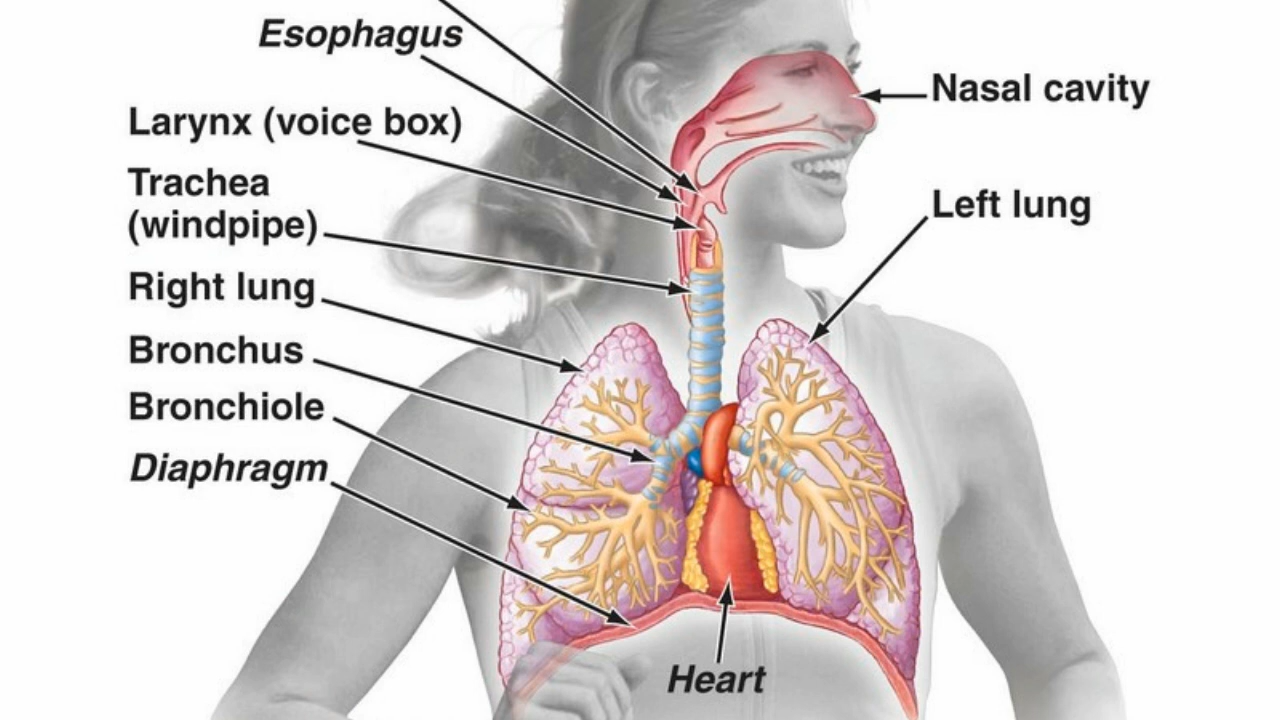 Esophagus
Larynx (voice box)
Trachea
(windpipe)
Right lung
Bronchus
Bronchiole
Diaphragm
Nasal cavity
Left lung
Heart